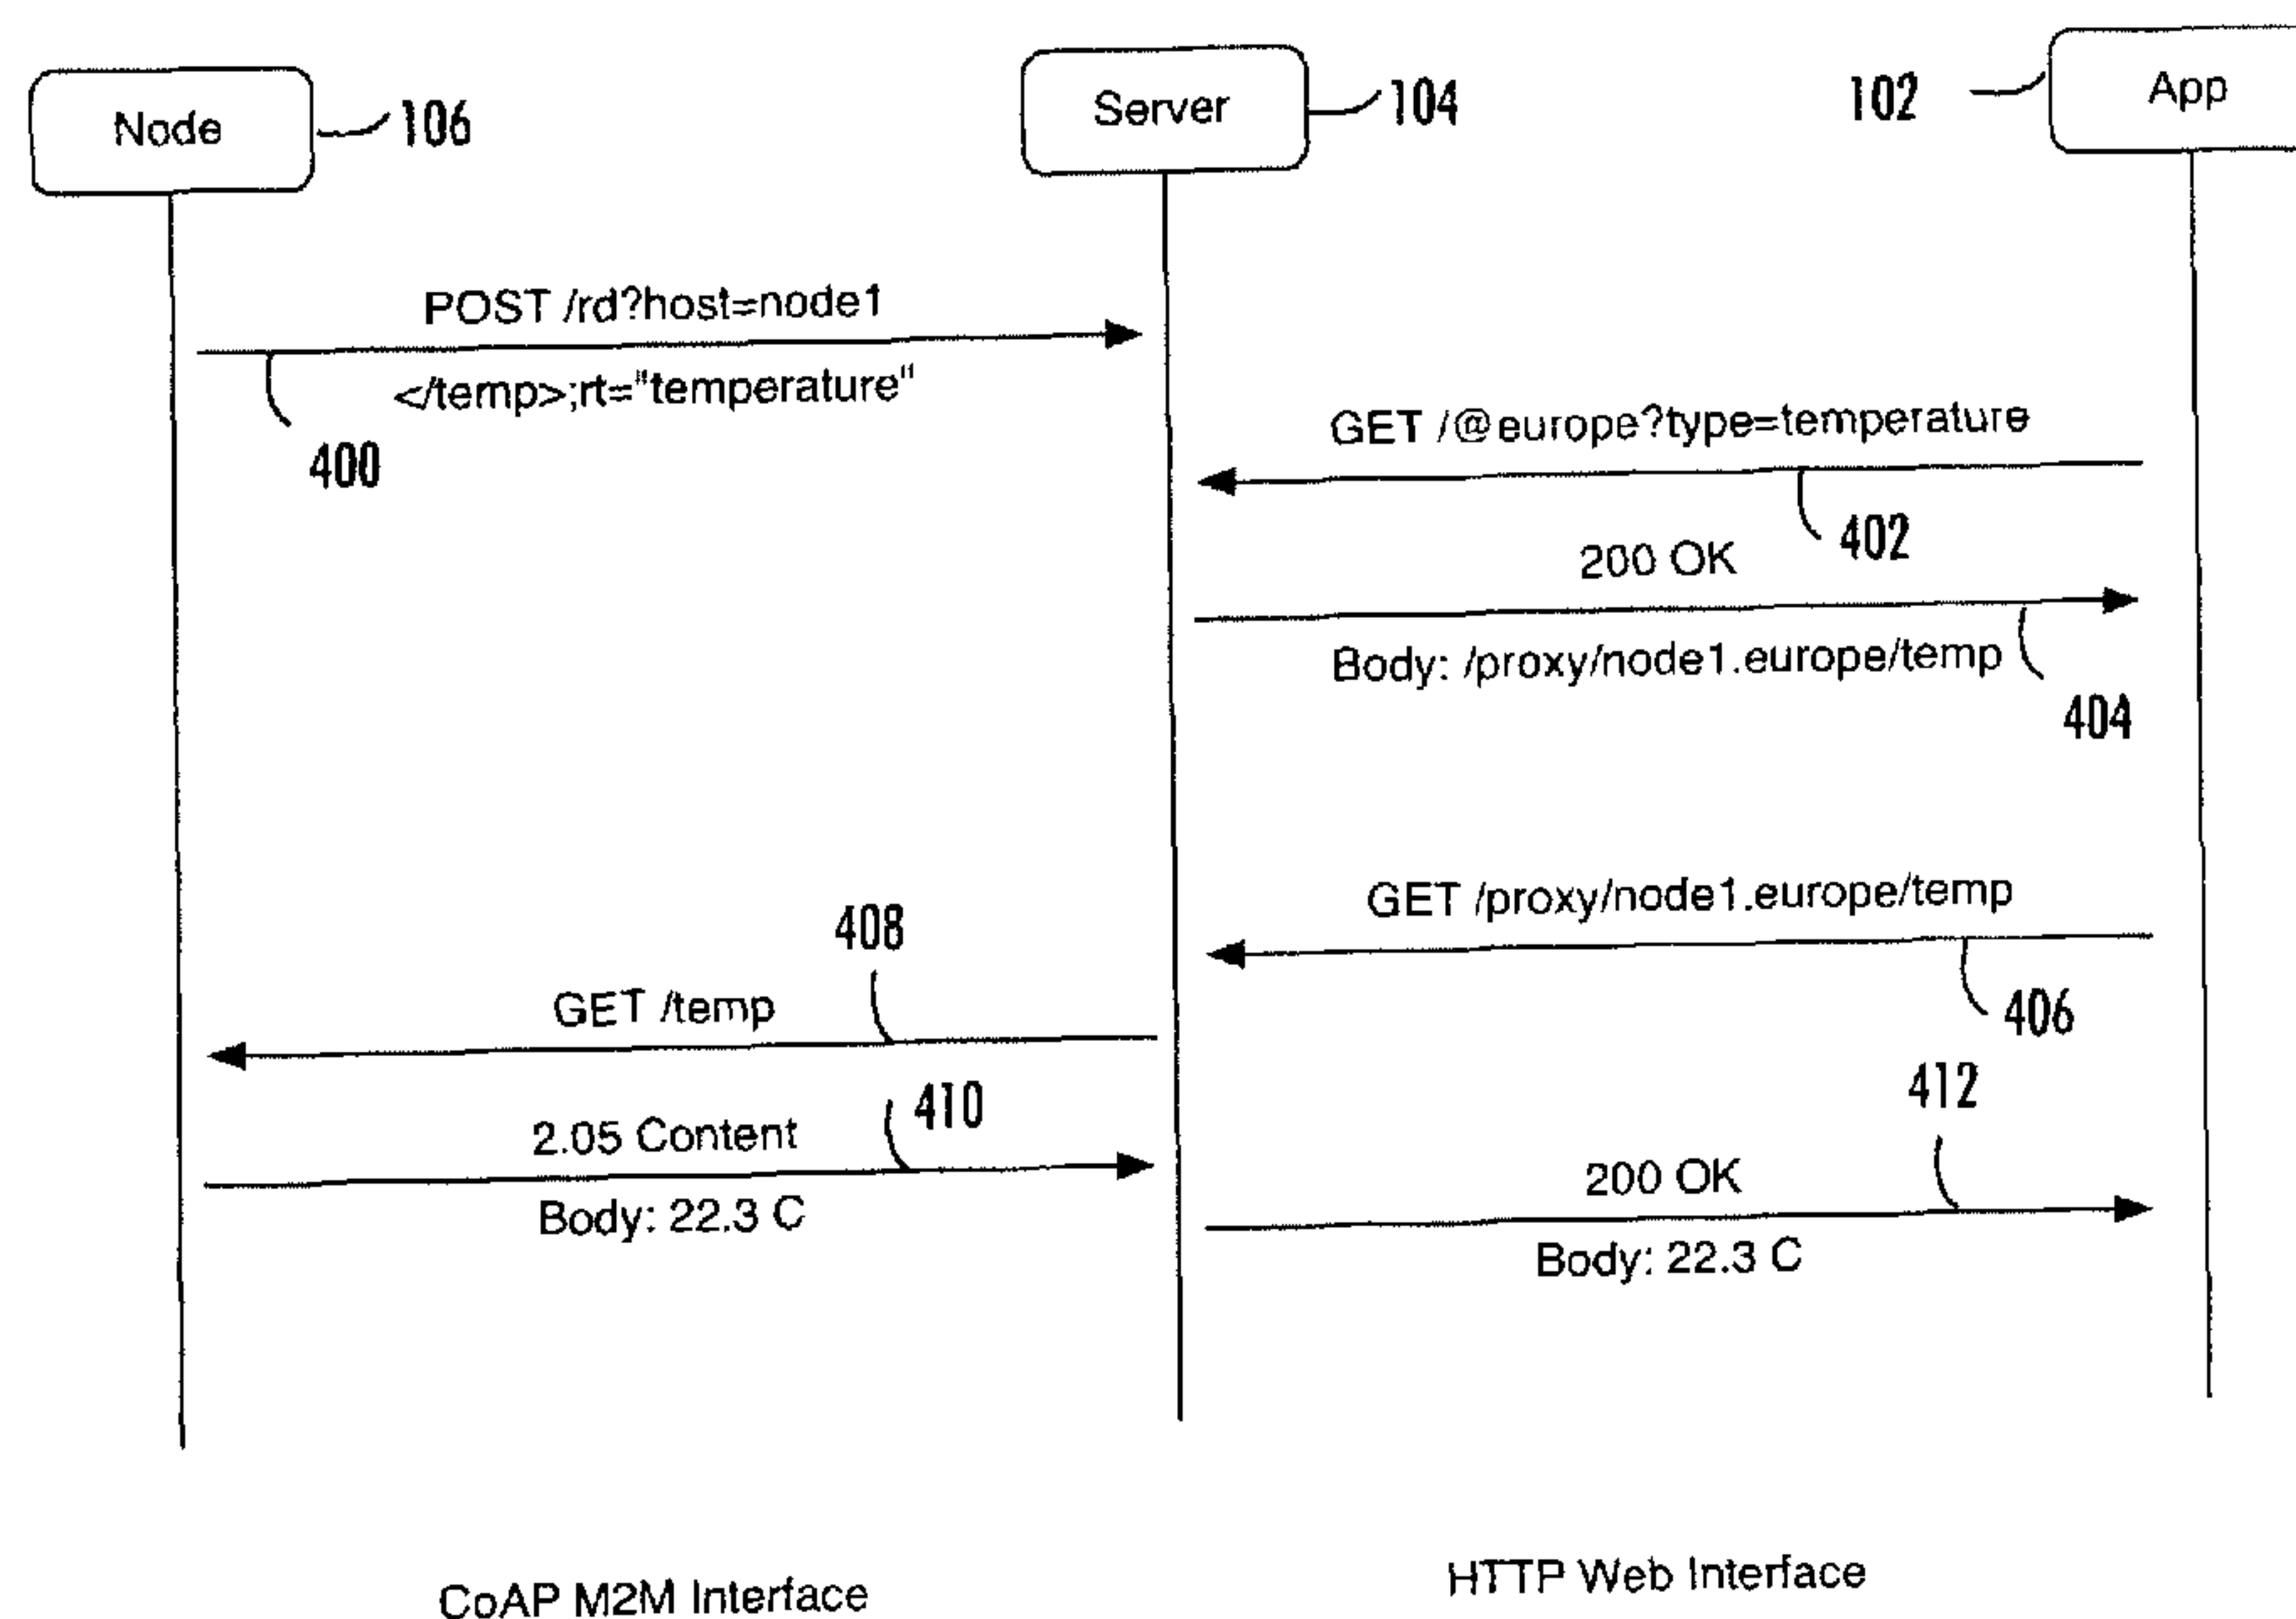 Node
106
Server
104
102
App
POST /rd?host=node1
</temp>;rt="temperature"
400
GET /@europe?type=temperature
402
200 OK
Body: /proxy/node1.europe/temp
404
GET /proxy/node1.europe/temp
406
408
GET /temp
410
2.05 Content
Body: 22.3 C
412
200 OK
Body: 22.3 C
CoAP M2M Interface
HTTP Web Interface